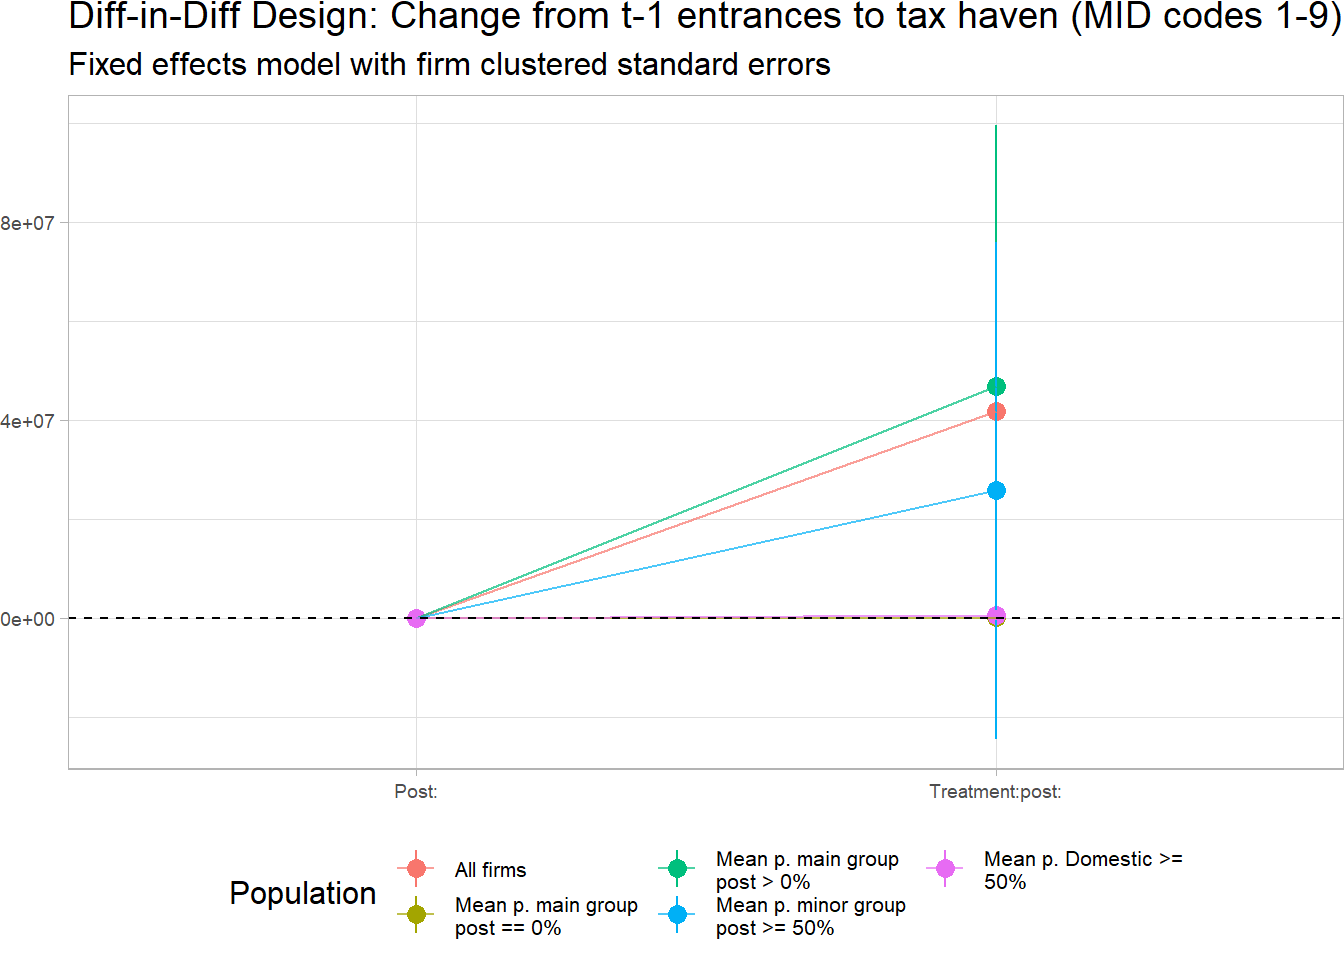 Diff-in-Diff Design: Change from t-1 entrances to tax haven (MID codes 1-9)
Fixed effects model with firm clustered standard errors
8e+07
4e+07
0e+00
Post:
Treatment:post:
Population
All firms
Mean p. main group
post == 0%
Mean p. main group
post > 0%
Mean p. minor group
post >= 50%
Mean p. Domestic >=
50%